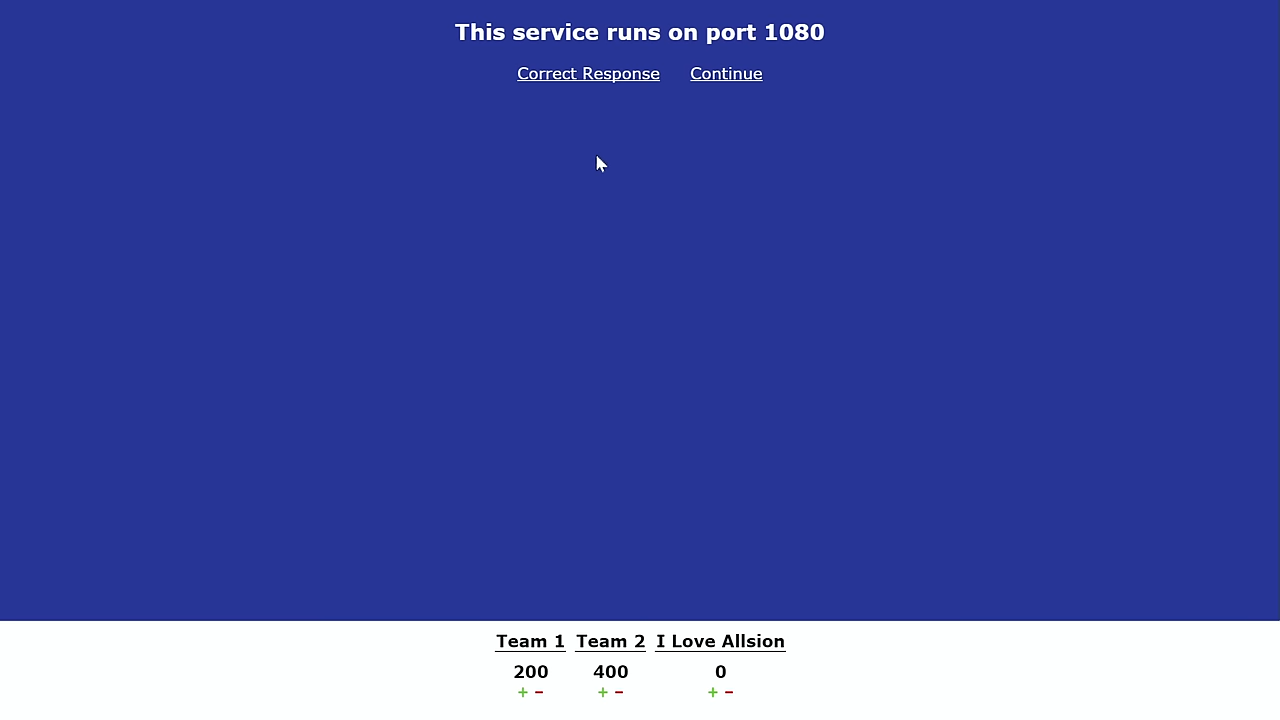 This service runs on port 1080
Correct Response Continue
Team 1 Team 2 I Love Allsion
200 400 0
+ – + – + –